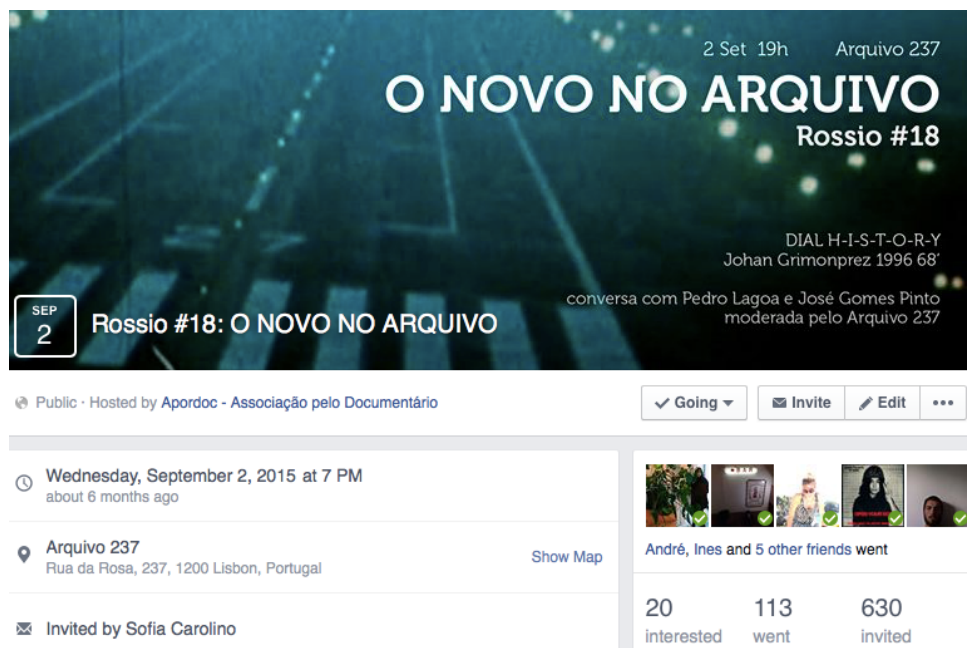 2 Set 19h Arquivo 237
O NOVO NO ARQUIVO
Rossio #18
DIAL H-I-S-T-O-R-Y
Johan Grimonprez 1996 68'
conversa com Pedro Lagoa e José Gomes Pinto
moderada pelo Arquivo 237
SEP
2
Rossio #18: O NOVO NO ARQUIVO
Public · Hosted by Apordoc - Associação pelo Documentário
Going
Invite
Edit
Wednesday, September 2, 2015 at 7 PM
about 6 months ago
Arquivo 237
Rua da Rosa, 237, 1200 Lisbon, Portugal
Show Map
Invited by Sofia Carolino
André, Ines and 5 other friends went
20 113 630
interested went invited